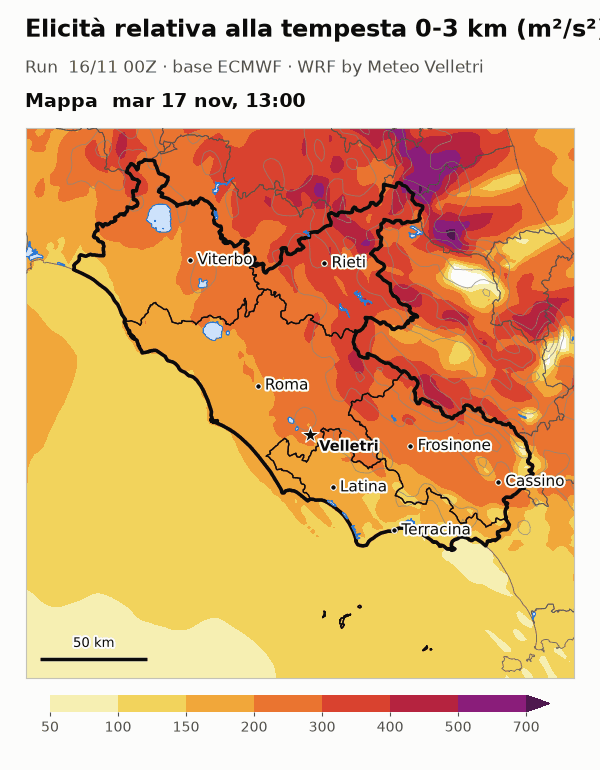 Elicità relativa alla tempesta 0-3 km (m²/s²)
Run 16/11 00Z · base ECMWF · WRF by Meteo Velletri
Mappa mar 17 nov, 13:00
Viterbo
Rieti
Roma
Velletri
Frosinone
Latina
Cassino
Terracina
50 km
50 100 150 200 300 400 500 700